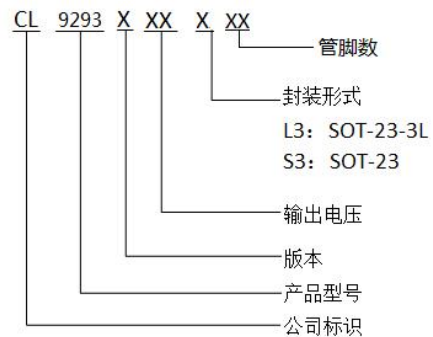 CL 9293 X XX X XX
管脚数
封装形式
L3：SOT-23-3L
S3：SOT-23
输出电压
版本
产品型号
公司标识